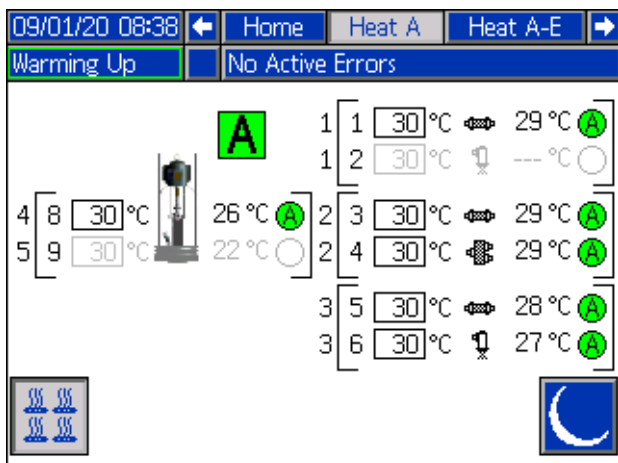 09/01/20 08:38 Home Heat A Heat A-E
Warming Up No Active Errors
A
1 1 30 °C 29 °C A
1 2 30 °C --- °C
4 8 30 °C 26 °C A
5 9 30 °C 22 °C
2 3 30 °C 29 °C A
2 4 30 °C 29 °C A
3 5 30 °C 28 °C A
3 6 30 °C 27 °C A